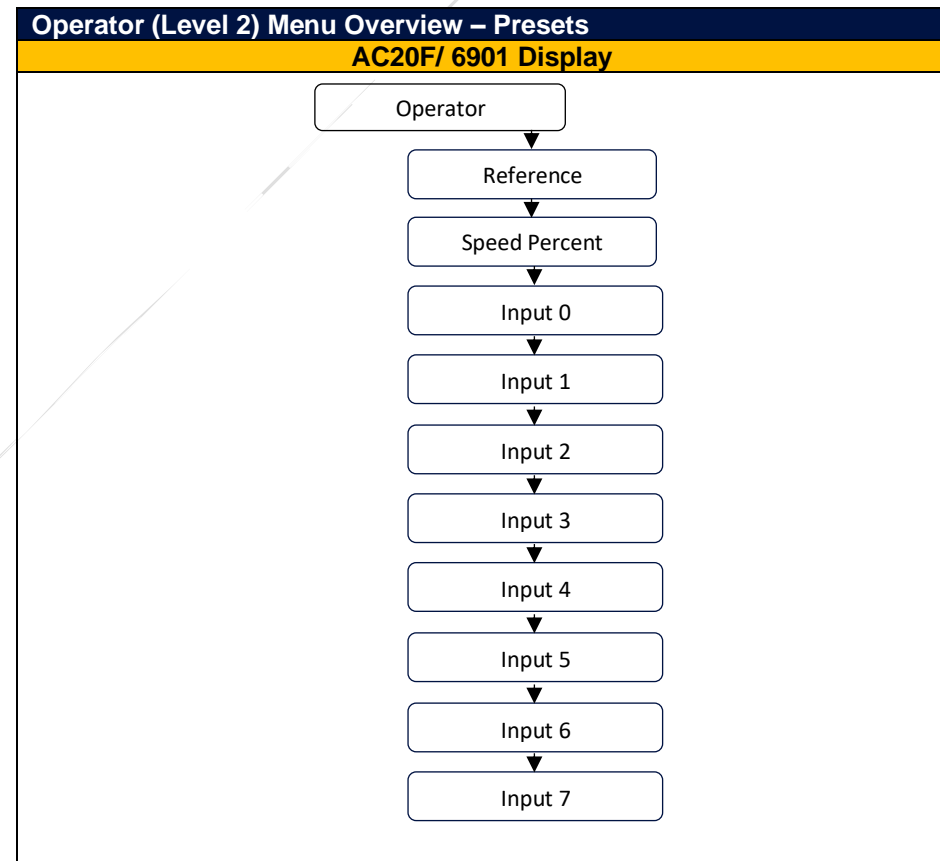 Operator (Level 2) Menu Overview – Presets
AC20F/ 6901 Display
Operator
Reference
Speed Percent
Input 0
Input 1
Input 2
Input 3
Input 4
Input 5
Input 6
Input 7